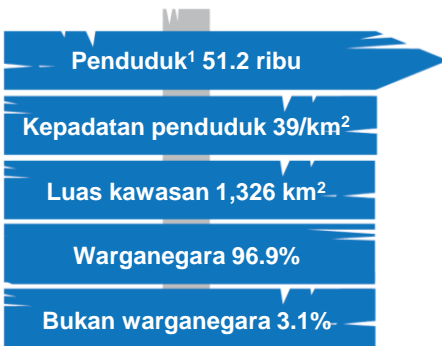 Penduduk¹ 51.2 ribu
Kepadatan penduduk 39/km²
Luas kawasan 1,326 km²
Warganegara 96.9%
Bukan warganegara 3.1%